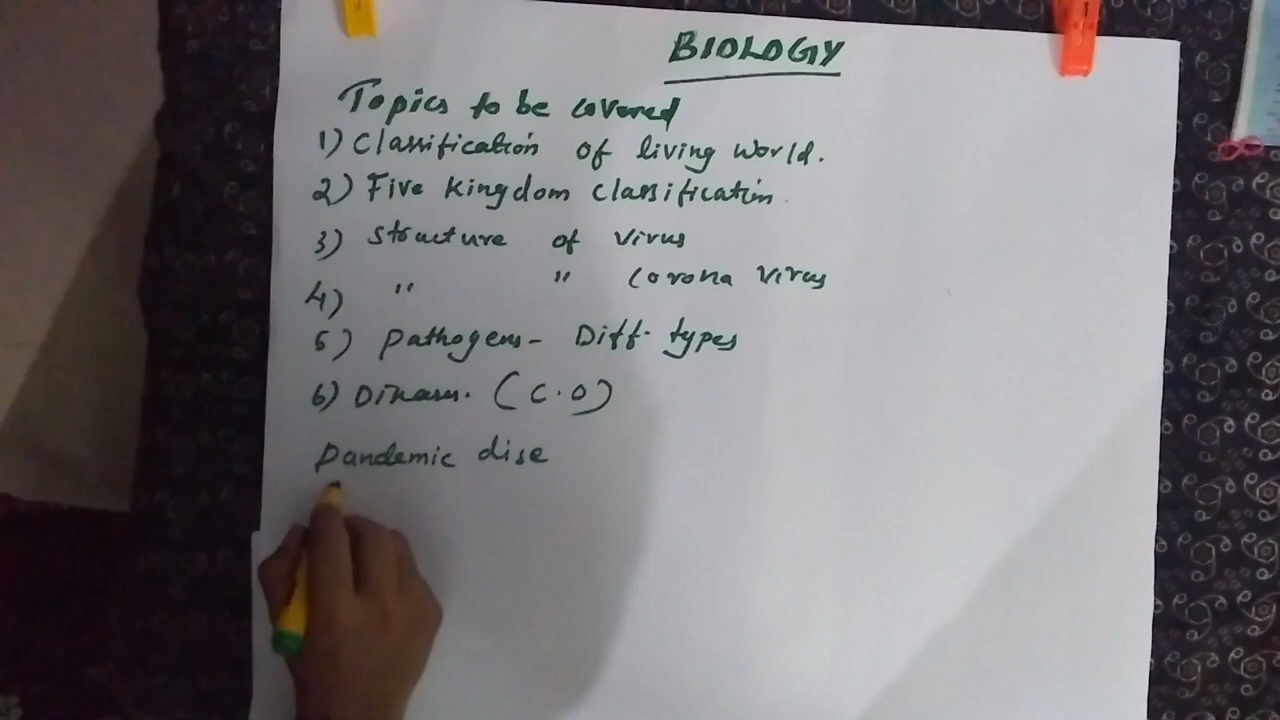 BIOLOGY
Topics to be covered
1) Classification of living world.
2) Five kingdom classification.
3) Structure of Virus
4) " " Corona Virus
5) Pathogens - Diff. types
6) Diseases. (C.D)
Pandemic dise